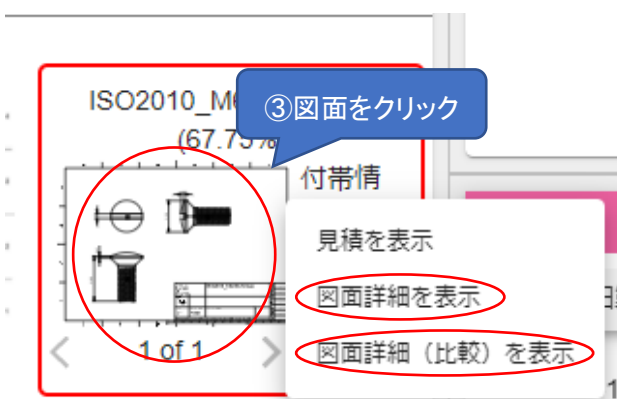 ISO2010_M6
③図面をクリック
(67.75%
付帯情
見積を表示
図面詳細を表示
1 of 1
図面詳細（比較）を表示